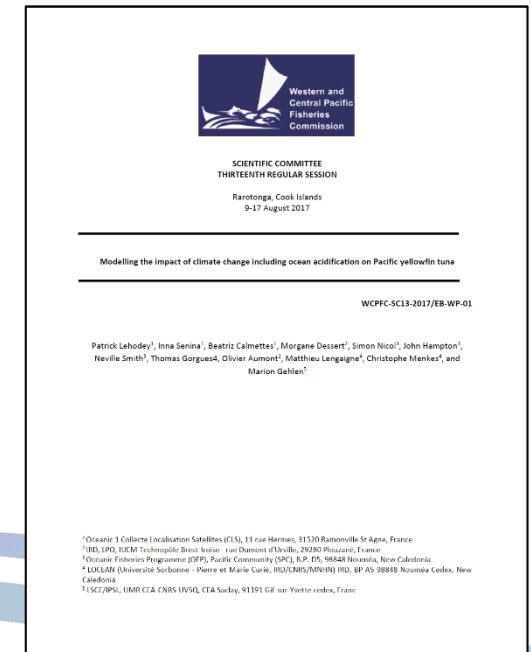 Western and
Central Pacific
Fisheries
Commission
SCIENTIFIC COMMITTEE
THIRTEENTH REGULAR SESSION
Rarotonga, Cook Islands
9-17 August 2017
Modelling the impact of climate change including ocean acidification on Pacific yellowfin tuna
WCPFC-SC13-2017/EB-WP-01
Patrick Lehodey¹, Inna Senina¹, Beatriz Calmettes¹, Morgane Dessert², Simon Nicol³, John Hampton³,
Neville Smith³, Thomas Gorgues4, Olivier Aumont², Matthieu Lengaigne⁴, Christophe Menkes⁴, and
Marion Gehlen⁵
¹Oceanic 1 Collecte Localisation Satellites (CLS), 11 rue Hermes, 31520 Ramonville St Agne, France
²IRD, LPO, IUEM Technopôle Brest-Iroise - rue Dumont d'Urville, 29280 Plouzané, France
³Oceanic Fisheries Programme (OFP), Pacific Community (SPC), B.P. D5, 98848 Nouméa, New Caledonia
⁴ LOCEAN (Université Sorbonne - Pierre et Marie Curie, IRD/CNRS/MNHN) IRD, BP A5 98848 Nouméa Cedex, New
Caledonia
⁵ LSCE/IPSL, UMR CEA CNRS UVSQ, CEA Saclay, 91191 Gif sur Yvette cedex, Franc